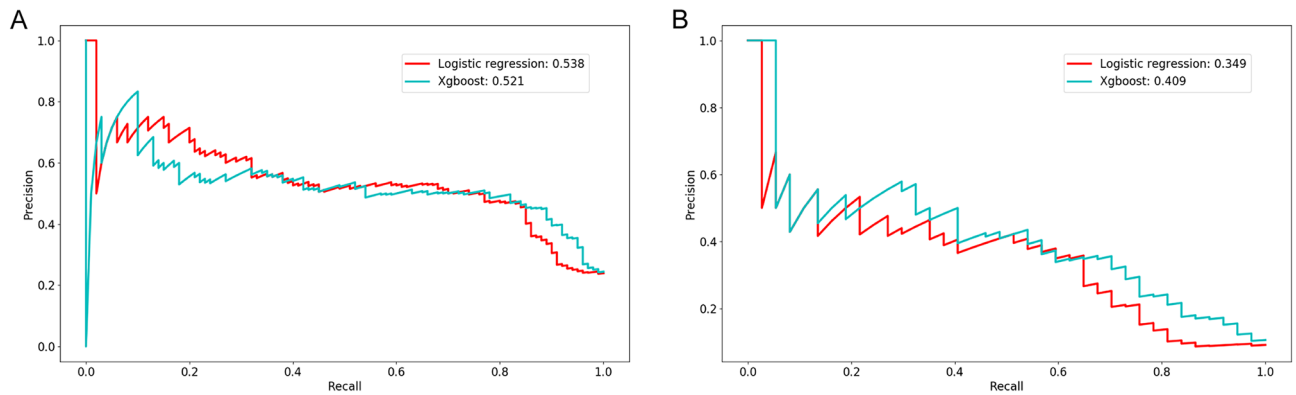 A
1.0
0.8
0.6
0.4
0.2
0.0
Precision
Logistic regression: 0.538
Xgboost: 0.521
0.0 0.2 0.4 0.6 0.8 1.0
Recall
B
1.0
0.8
0.6
0.4
0.2
Precision
Logistic regression: 0.349
Xgboost: 0.409
0.0 0.2 0.4 0.6 0.8 1.0
Recall